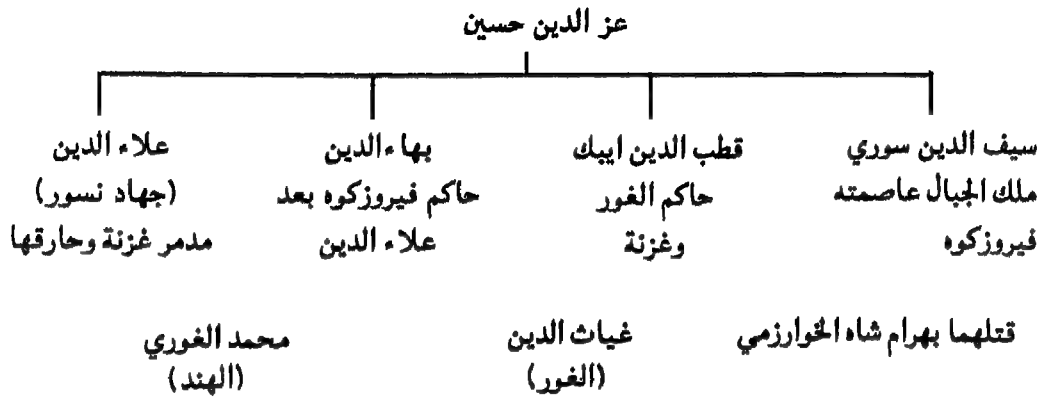 عز الدين حسين
سيف الدين سوري
ملك الجبال عاصمته
فيروزكوه
قطب الدين ايبك
حاكم الغور
وغزنة
بهاء الدين
حاكم فيروزكوه بعد
علاء الدين
علاء الدين
(جهاد نسور)
مدمر غزنة وحارقها
قتلهما بهرام شاه الخوارزمي
غياث الدين
(الغور)
محمد الغوري
(الهند)